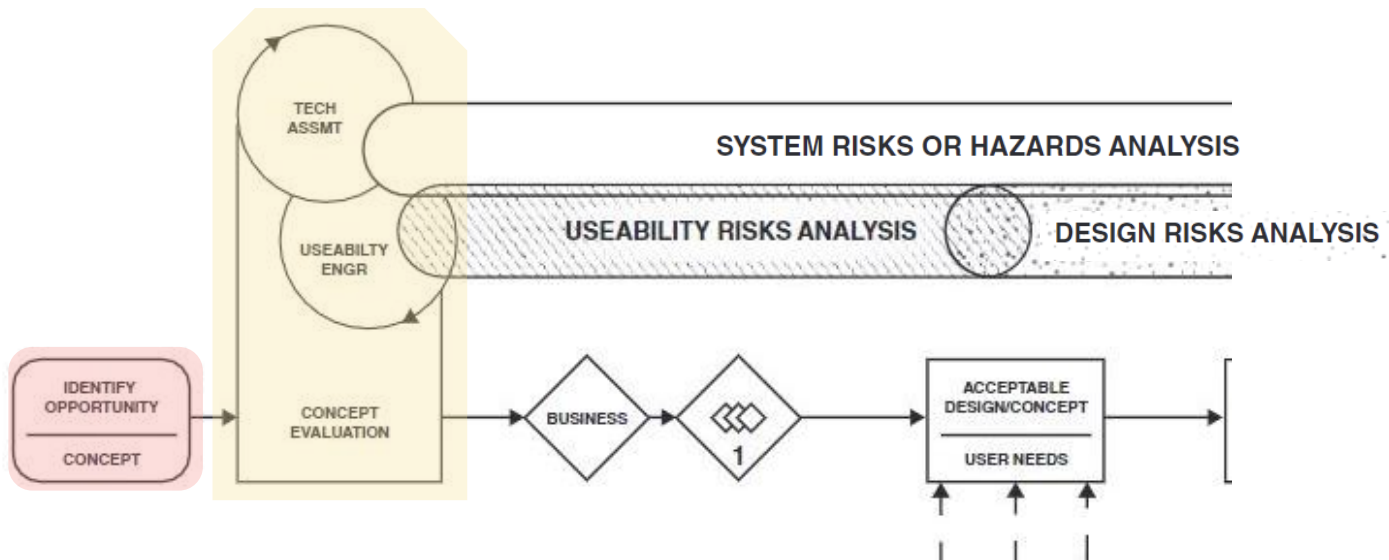 TECH
ASSMT
SYSTEM RISKS OR HAZARDS ANALYSIS
USEABILITY RISKS ANALYSIS
DESIGN RISKS ANALYSIS
USEABILTY
ENGR
IDENTIFY
OPPORTUNITY
CONCEPT
CONCEPT
EVALUATION
BUSINESS
1
ACCEPTABLE
DESIGN/CONCEPT
USER NEEDS